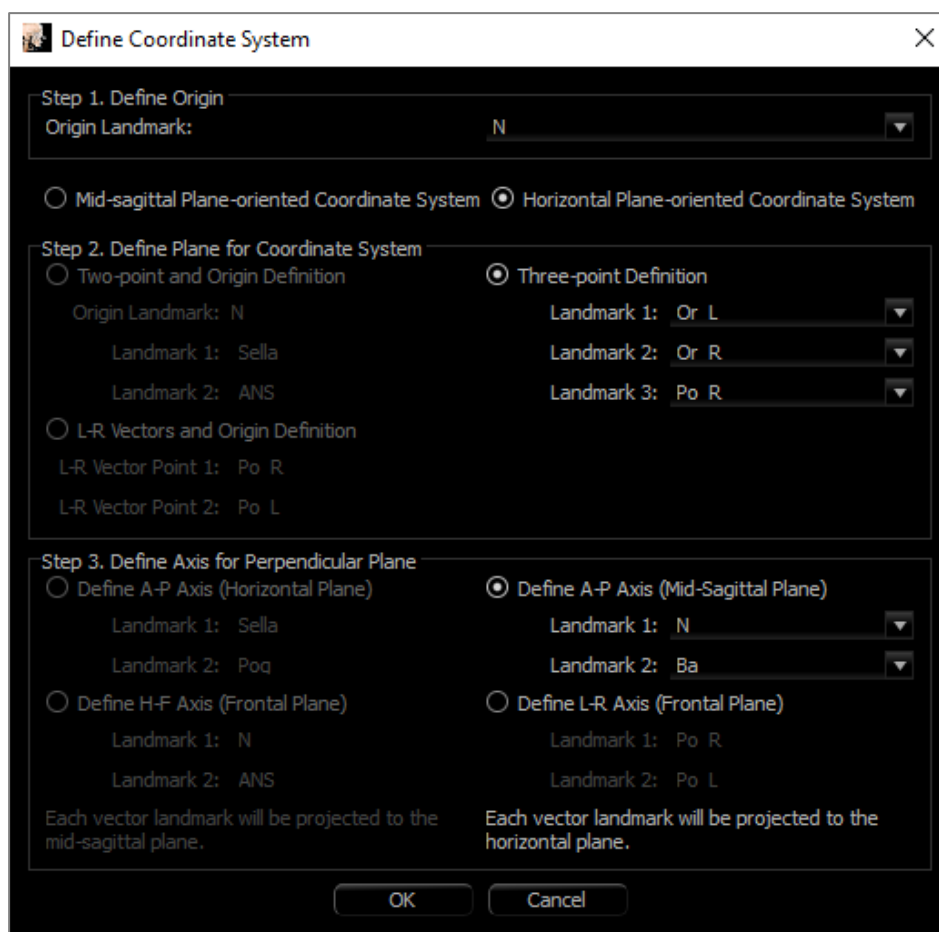 Define Coordinate System
Step 1. Define Origin
Origin Landmark: N
Mid-sagittal Plane-oriented Coordinate System Horizontal Plane-oriented Coordinate System
Step 2. Define Plane for Coordinate System
Two-point and Origin Definition Three-point Definition
Origin Landmark: N Landmark 1: Or L
Landmark 1: Sella Landmark 2: Or R
Landmark 2: ANS Landmark 3: Po R
L-R Vectors and Origin Definition
L-R Vector Point 1: Po R
L-R Vector Point 2: Po L
Step 3. Define Axis for Perpendicular Plane
Define A-P Axis (Horizontal Plane) Define A-P Axis (Mid-Sagittal Plane)
Landmark 1: Sella Landmark 1: N
Landmark 2: Pog Landmark 2: Ba
Define H-F Axis (Frontal Plane) Define L-R Axis (Frontal Plane)
Landmark 1: N Landmark 1: Po R
Landmark 2: ANS Landmark 2: Po L
Each vector landmark will be projected to the Each vector landmark will be projected to the
mid-sagittal plane. horizontal plane.
OK Cancel